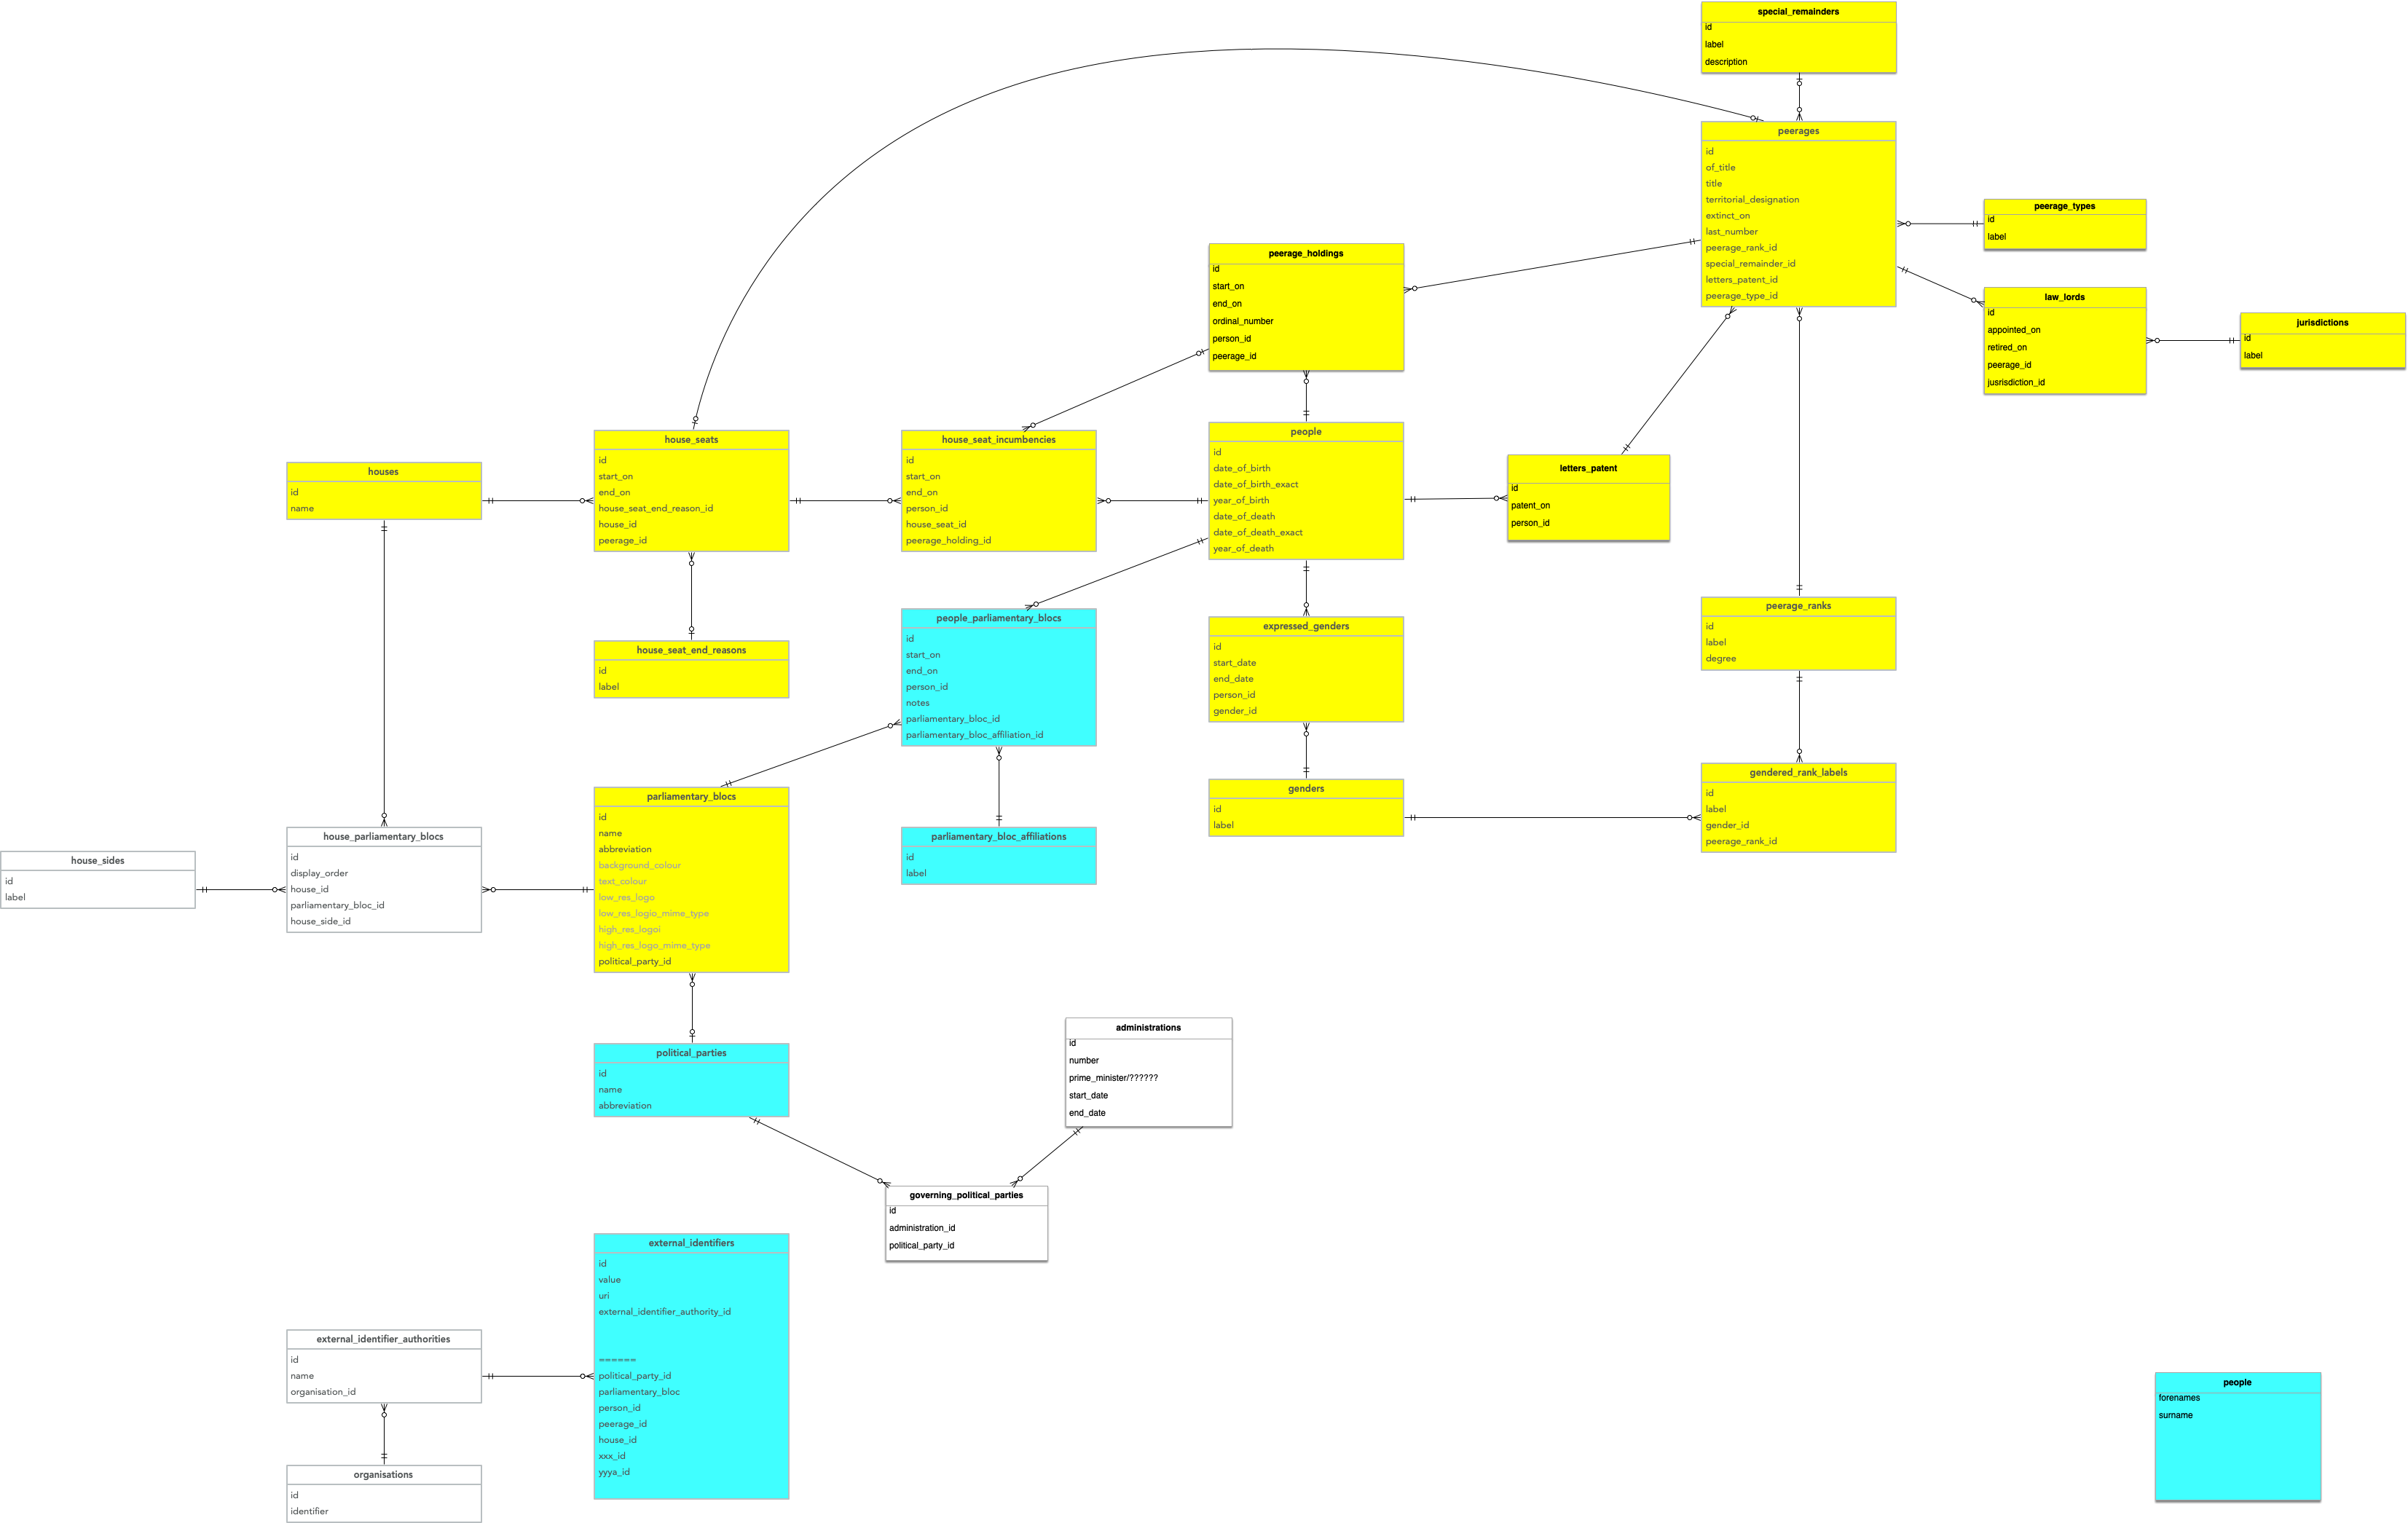 special_remainders
id
label
description
peerages
id
of_title
title
territorial_designation
extinct_on
last_number
peerage_rank_id
special_remainder_id
letters_patent_id
peerage_type_id
peerage_types
id
label
law_lords
id
appointed_on
retired_on
peerage_id
jusrisdiction_id
jurisdictions
id
label
peerage_holdings
id
start_on
end_on
ordinal_number
person_id
peerage_id
houses
id
name
house_seats
id
start_on
end_on
house_seat_end_reason_id
house_id
peerage_id
house_seat_incumbencies
id
start_on
end_on
person_id
house_seat_id
peerage_holding_id
people
id
date_of_birth
date_of_birth_exact
year_of_birth
date_of_death
date_of_death_exact
year_of_death
letters_patent
id
patent_on
person_id
house_seat_end_reasons
id
label
people_parliamentary_blocs
id
start_on
end_on
person_id
notes
parliamentary_bloc_id
parliamentary_bloc_affiliation_id
expressed_genders
id
start_date
end_date
person_id
gender_id
peerage_ranks
id
label
degree
house_sides
id
label
house_parliamentary_blocs
id
display_order
house_id
parliamentary_bloc_id
house_side_id
parliamentary_blocs
id
name
abbreviation
background_colour
text_colour
low_res_logo
low_res_logio_mime_type
high_res_logoi
high_res_logo_mime_type
political_party_id
parliamentary_bloc_affiliations
id
label
genders
id
label
gendered_rank_labels
id
label
gender_id
peerage_rank_id
political_parties
id
name
abbreviation
administrations
id
number
prime_minister/??????
start_date
end_date
governing_political_parties
id
administration_id
political_party_id
external_identifier_authorities
id
name
organisation_id
external_identifiers
id
value
uri
external_identifier_authority_id
======
political_party_id
parliamentary_bloc
person_id
peerage_id
house_id
xxx_id
yyya_id
organisations
id
identifier
people
forenames
surname